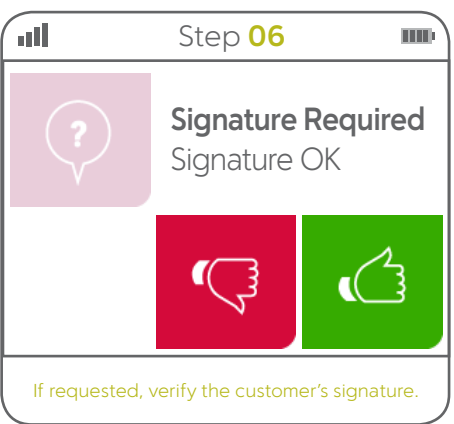 Step 06
?
Signature Required
Signature OK
If requested, verify the customer's signature.